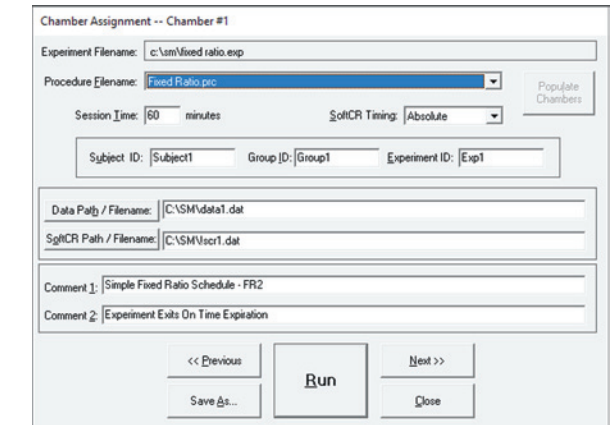 Chamber Assignment -- Chamber #1
Experiment Filename: c:\sm\fixed ratio.exp
Procedure Filename: Fixed Ratio.prc
Populate
Chambers
Session Time: 60 minutes SoftCR Timing: Absolute
Subject ID: Subject1 Group ID: Group1 Experiment ID: Exp1
Data Path / Filename: C:\SM\data1.dat
SoftCR Path / Filename: C:\SM\lscr1.dat
Comment 1: Simple Fixed Ratio Schedule - FR2
Comment 2: Experiment Exits On Time Expiration
<< Previous
Run
Next >>
Save As...
Close